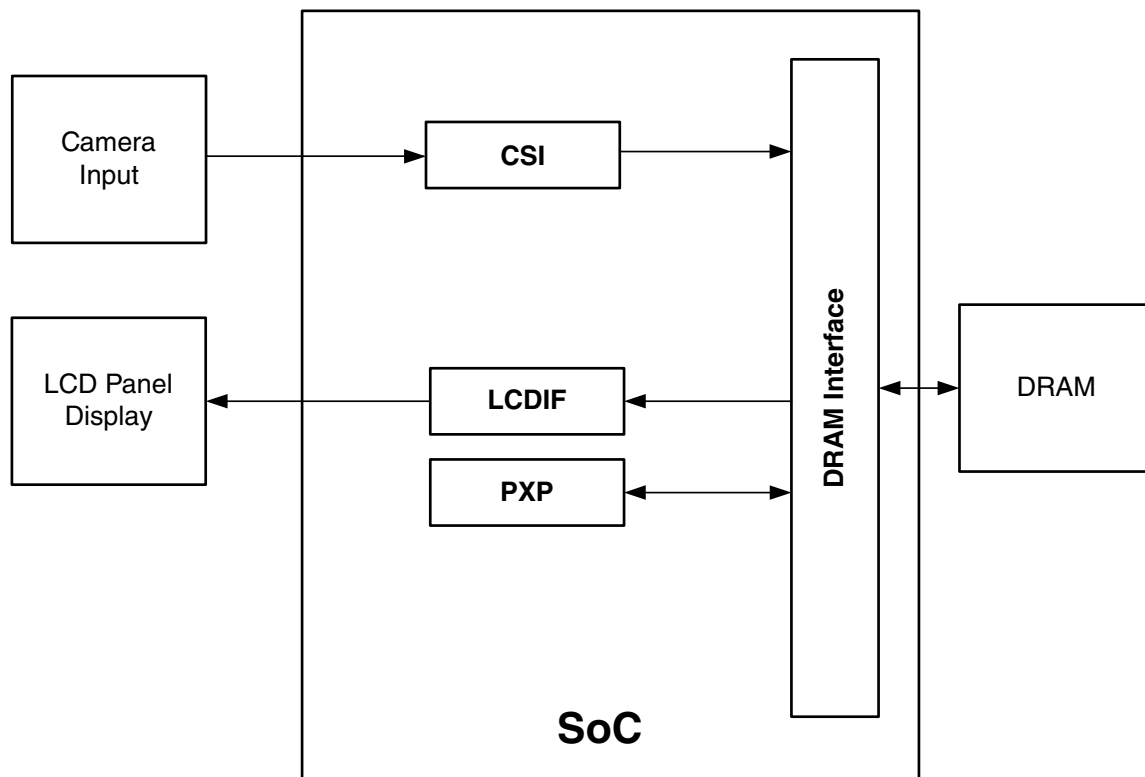 Camera
Input
CSI
LCD Panel
Display
LCDIF
PXP
DRAM Interface
DRAM
SoC